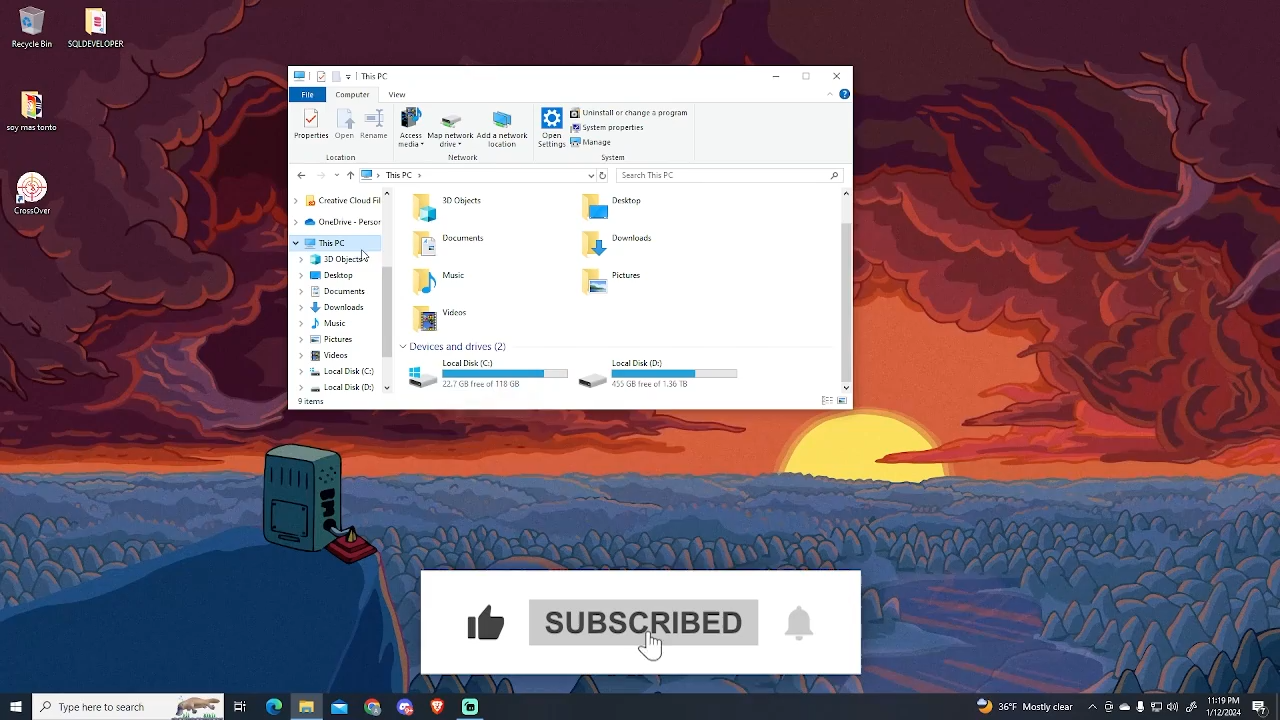 Recycle Bin
SQLDEVELOPER
CrossOver
This PC
File
Computer
View
Properties
Open
Rename
Location
Access media
Map network drive
Add a network location
Network
Open Settings
Uninstall or change a program
System properties
Manage
System
This PC
Search This PC
Creative Cloud Fil
OneDrive - Person
This PC
3D Objects
Desktop
Documents
Downloads
Music
Pictures
Videos
Local Disk (C:)
Local Disk (D:)
3D Objects
Desktop
Documents
Downloads
Music
Pictures
Videos
Devices and drives (2)
Local Disk (C:)
22.7 GB free of 118 GB
Local Disk (D:)
455 GB free of 1.36 TB
9 items
SUBSCRIBED
Type here to search
36°F Mostly clear
11:19 PM
1/12/2024